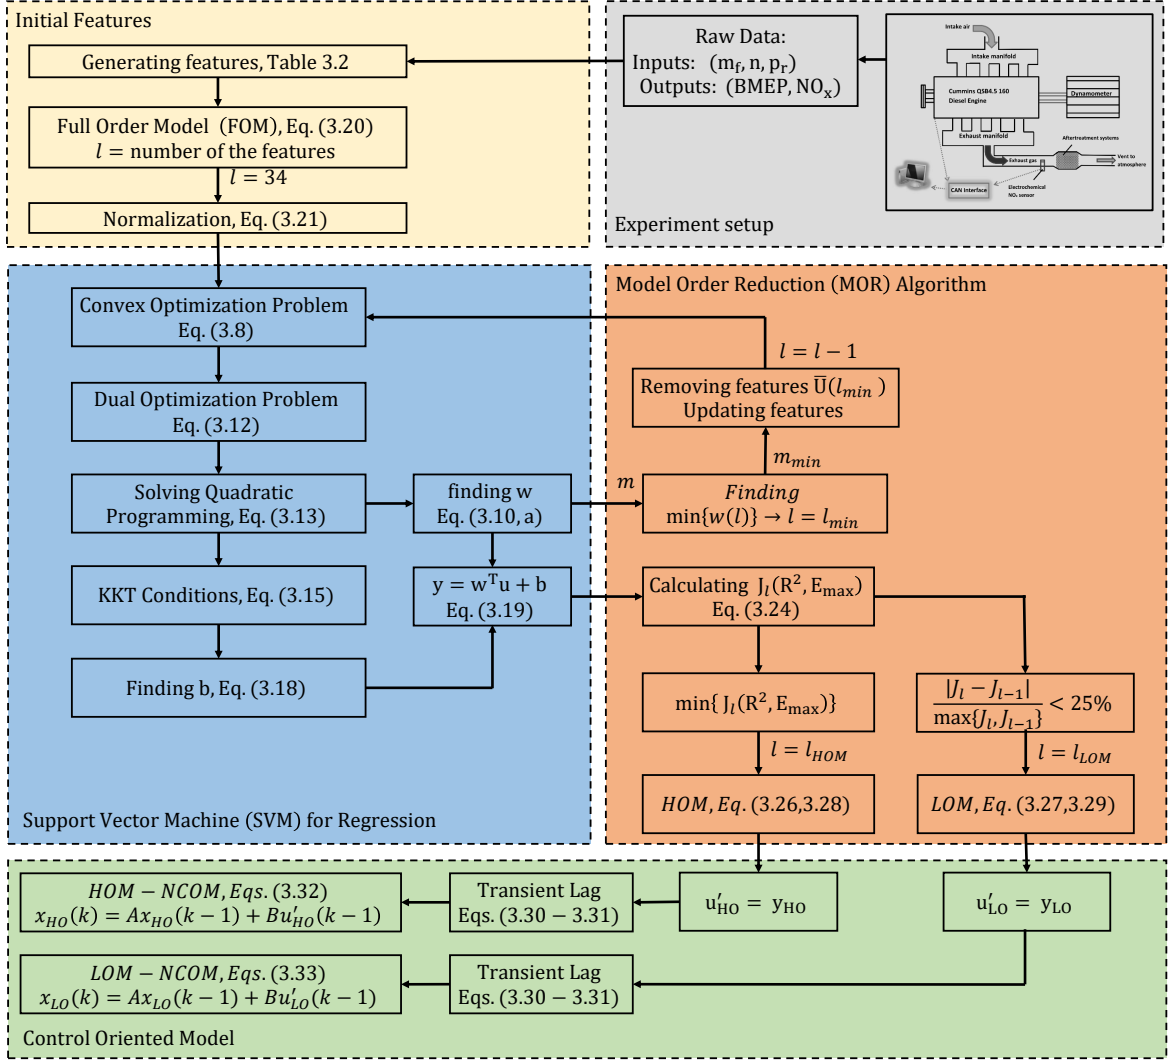 Initial Features
Generating features, Table 3.2
Full Order Model (FOM), Eq. (3.20)
l = number of the features
l = 34
Normalization, Eq. (3.21)
Raw Data:
Inputs: (m_f, n, p_r)
Outputs: (BMEP, NO_x)
Intake air
Intake manifold
Cummins QSB4.5 160
Diesel Engine
Dynamometer
Exhaust manifold
Aftertreatment systems
Exhaust gas
Vent to
atmosphere
CAN Interface
Electrochemical
NOₓ sensor
Experiment setup
Convex Optimization Problem
Eq. (3.8)
Dual Optimization Problem
Eq. (3.12)
Solving Quadratic
Programming, Eq. (3.13)
finding w
Eq. (3.10, a)
KKT Conditions, Eq. (3.15)
y = w^T u + b
Eq. (3.19)
Finding b, Eq. (3.18)
Support Vector Machine (SVM) for Regression
Model Order Reduction (MOR) Algorithm
l = l − 1
Removing features U̅(l_min)
Updating features
m_min
m
Finding
min{w(l)} → l = l_min
Calculating J_l(R², E_max)
Eq. (3.24)
min{ J_l(R², E_max)}
|J_l − J_{l−1}|
max{J_l, J_{l−1}}
< 25%
l = l_HOM
l = l_LOM
HOM, Eq. (3.26,3.28)
LOM, Eq. (3.27,3.29)
HOM − NCOM, Eqs. (3.32)
x_HO(k) = Ax_HO(k − 1) + Bu′_HO(k − 1)
Transient Lag
Eqs. (3.30 − 3.31)
u′_HO = y_HO
u′_LO = y_LO
LOM − NCOM, Eqs. (3.33)
x_LO(k) = Ax_LO(k − 1) + Bu′_LO(k − 1)
Transient Lag
Eqs. (3.30 − 3.31)
Control Oriented Model